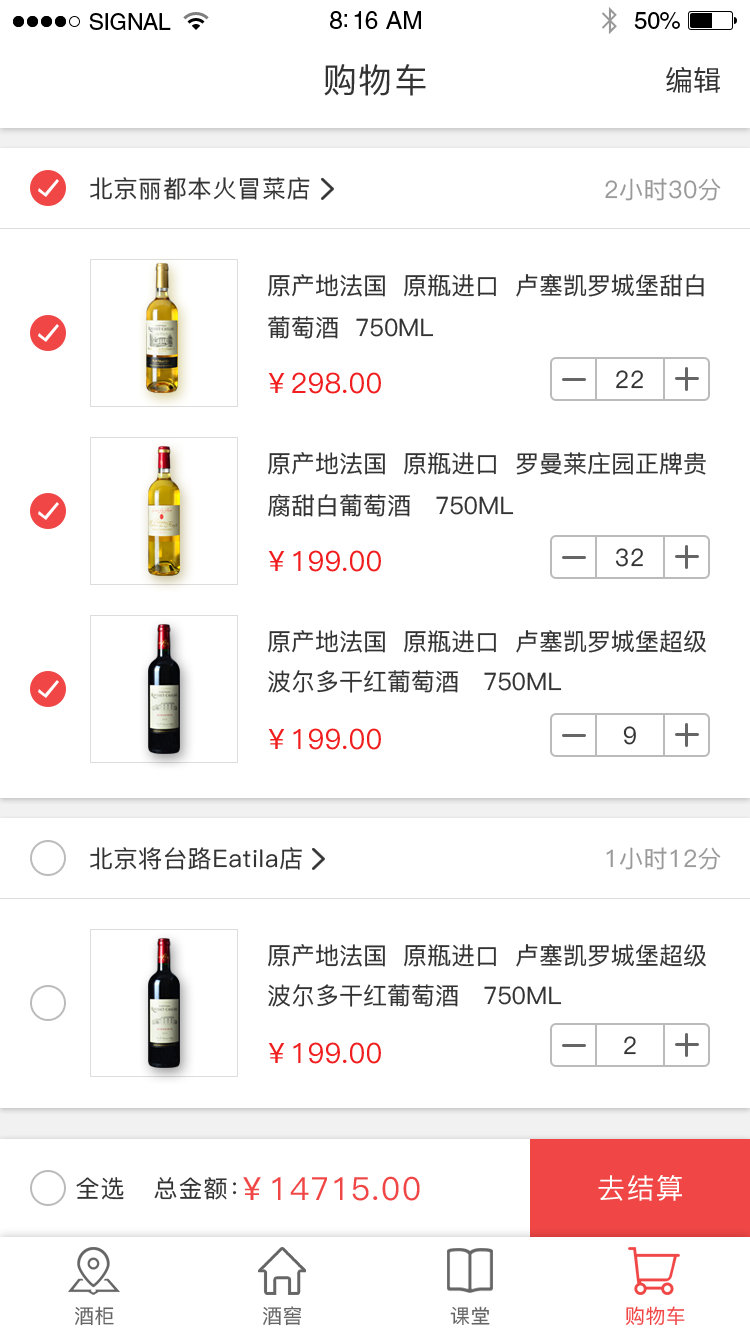 SIGNAL 8:16 AM 50%
购物车 编辑
北京丽都本火冒菜店 2小时30分
原产地法国 原瓶进口 卢塞凯罗城堡甜白
葡萄酒 750ML
¥298.00 22
原产地法国 原瓶进口 罗曼莱庄园正牌贵
腐甜白葡萄酒 750ML
¥199.00 32
原产地法国 原瓶进口 卢塞凯罗城堡超级
波尔多干红葡萄酒 750ML
¥199.00 9
北京将台路Eatila店 1小时12分
原产地法国 原瓶进口 卢塞凯罗城堡超级
波尔多干红葡萄酒 750ML
¥199.00 2
全选 总金额:¥14715.00 去结算
酒柜 酒窖 课堂 购物车